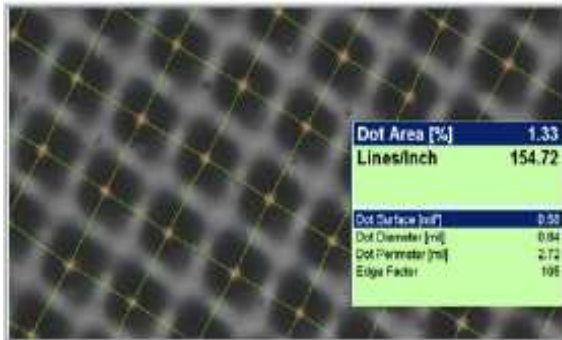 Dot Area [%] 1.33
Lines/Inch 154.72
Dot Surface [mil²] 0.56
Dot Diameter [mil] 0.84
Dot Perimeter [mil] 2.72
Edge Factor 105